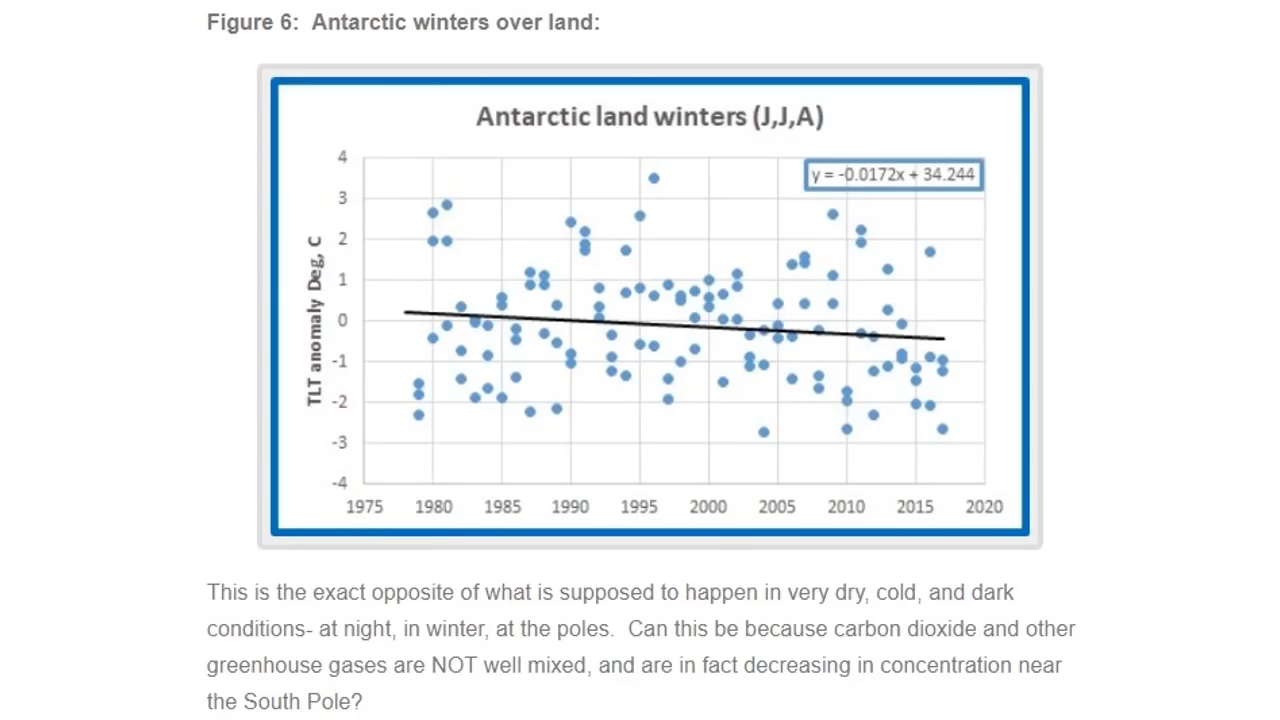 Figure 6:  Antarctic winters over land:
Antarctic land winters (J,J,A)
y = -0.0172x + 34.244
TLT anomaly Deg, C
4
3
2
1
0
-1
-2
-3
-4
1975 1980 1985 1990 1995 2000 2005 2010 2015 2020
This is the exact opposite of what is supposed to happen in very dry, cold, and dark
conditions- at night, in winter, at the poles.  Can this be because carbon dioxide and other
greenhouse gases are NOT well mixed, and are in fact decreasing in concentration near
the South Pole?